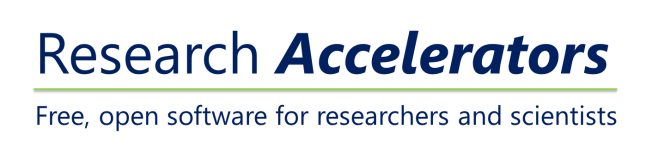 Research Accelerators
Free, open software for researchers and scientists